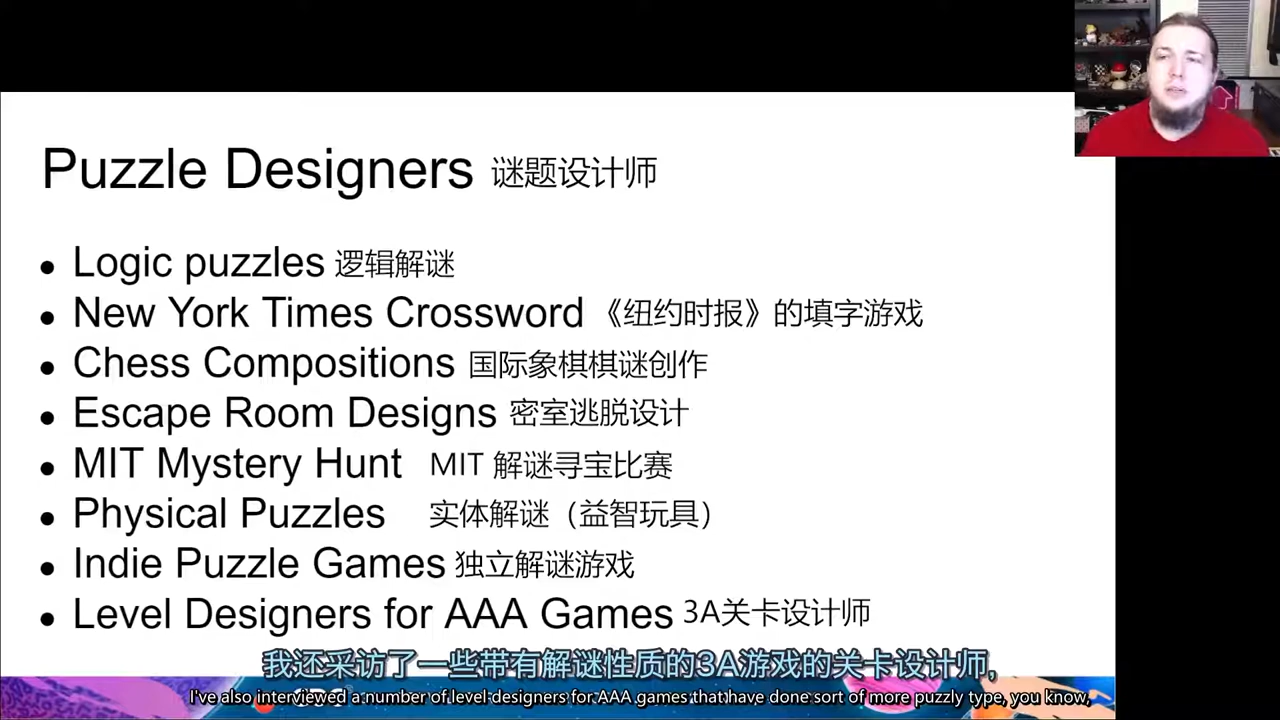 Puzzle Designers 谜题设计师
Logic puzzles 逻辑解谜
New York Times Crossword 《纽约时报》的填字游戏
Chess Compositions 国际象棋棋谜创作
Escape Room Designs 密室逃脱设计
MIT Mystery Hunt MIT 解谜寻宝比赛
Physical Puzzles 实体解谜（益智玩具）
Indie Puzzle Games 独立解谜游戏
Level Designers for AAA Games 3A关卡设计师
我还采访了一些带有解谜性质的3A游戏的关卡设计师,
I've also interviewed a number of level designers for AAA games that have done sort of more puzzly type, you know,